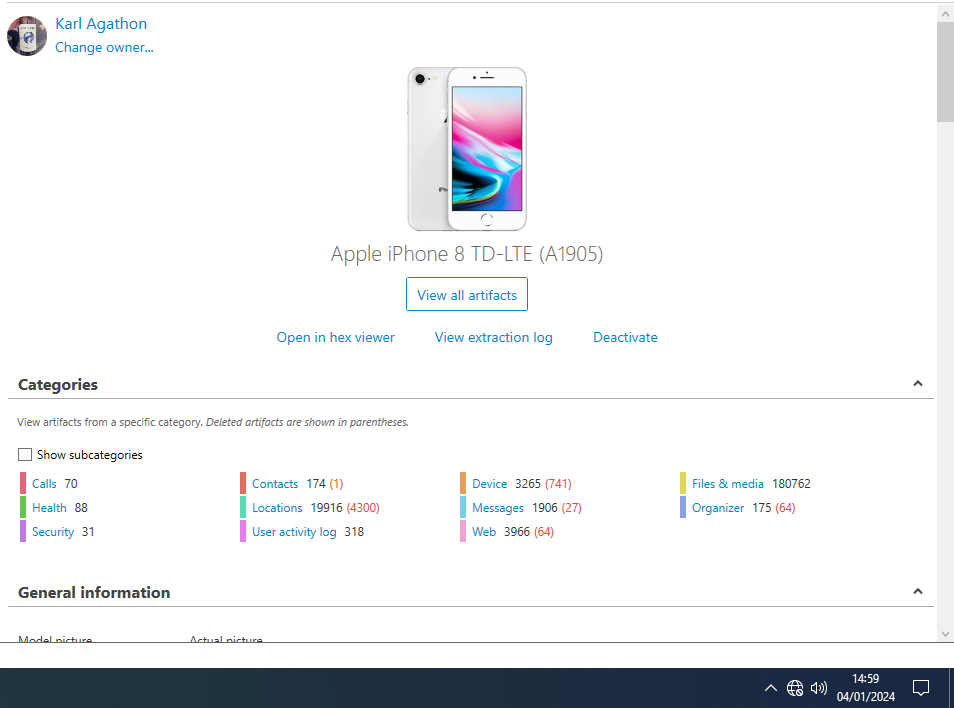 Karl Agathon
Change owner...
Apple iPhone 8 TD-LTE (A1905)
View all artifacts
Open in hex viewer View extraction log Deactivate
Categories
View artifacts from a specific category. Deleted artifacts are shown in parentheses.
Show subcategories
Calls 70 Contacts 174 (1) Device 3265 (741) Files & media 180762
Health 88 Locations 19916 (4300) Messages 1906 (27) Organizer 175 (64)
Security 31 User activity log 318 Web 3966 (64)
General information
Model picture Actual picture
14:59
04/01/2024